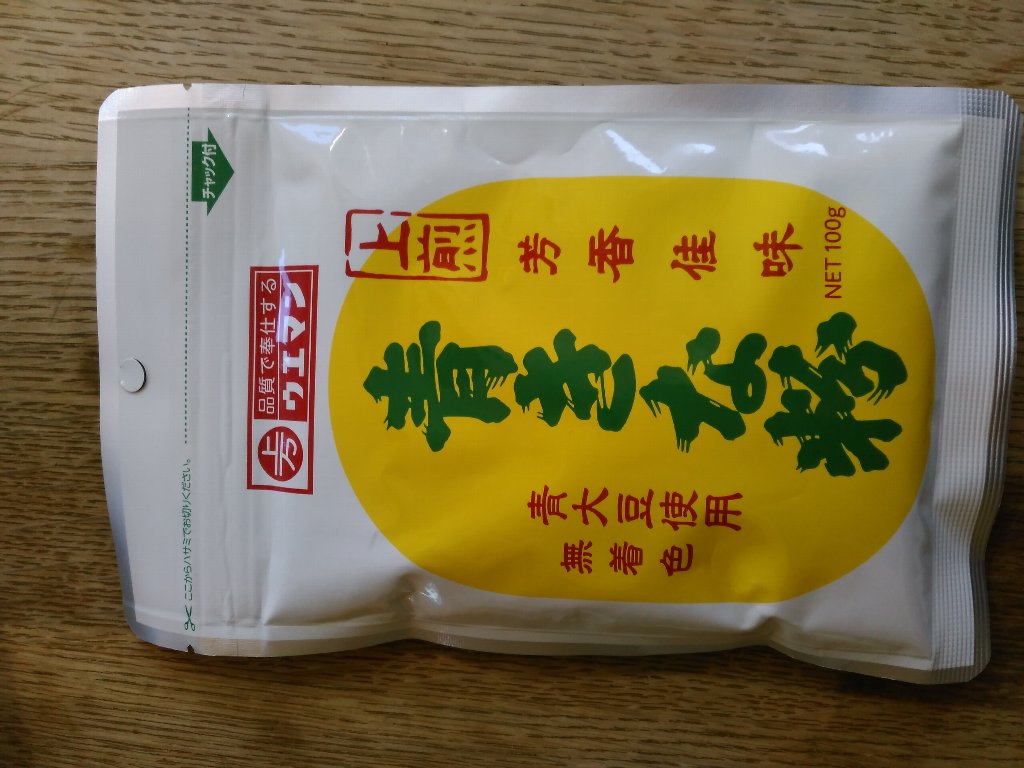 チャック付
ここからハサミでお切りください。
品質で奉仕する
ウエマン
上煎
芳香佳味
青きな粉
青大豆使用
無着色
NET 100g